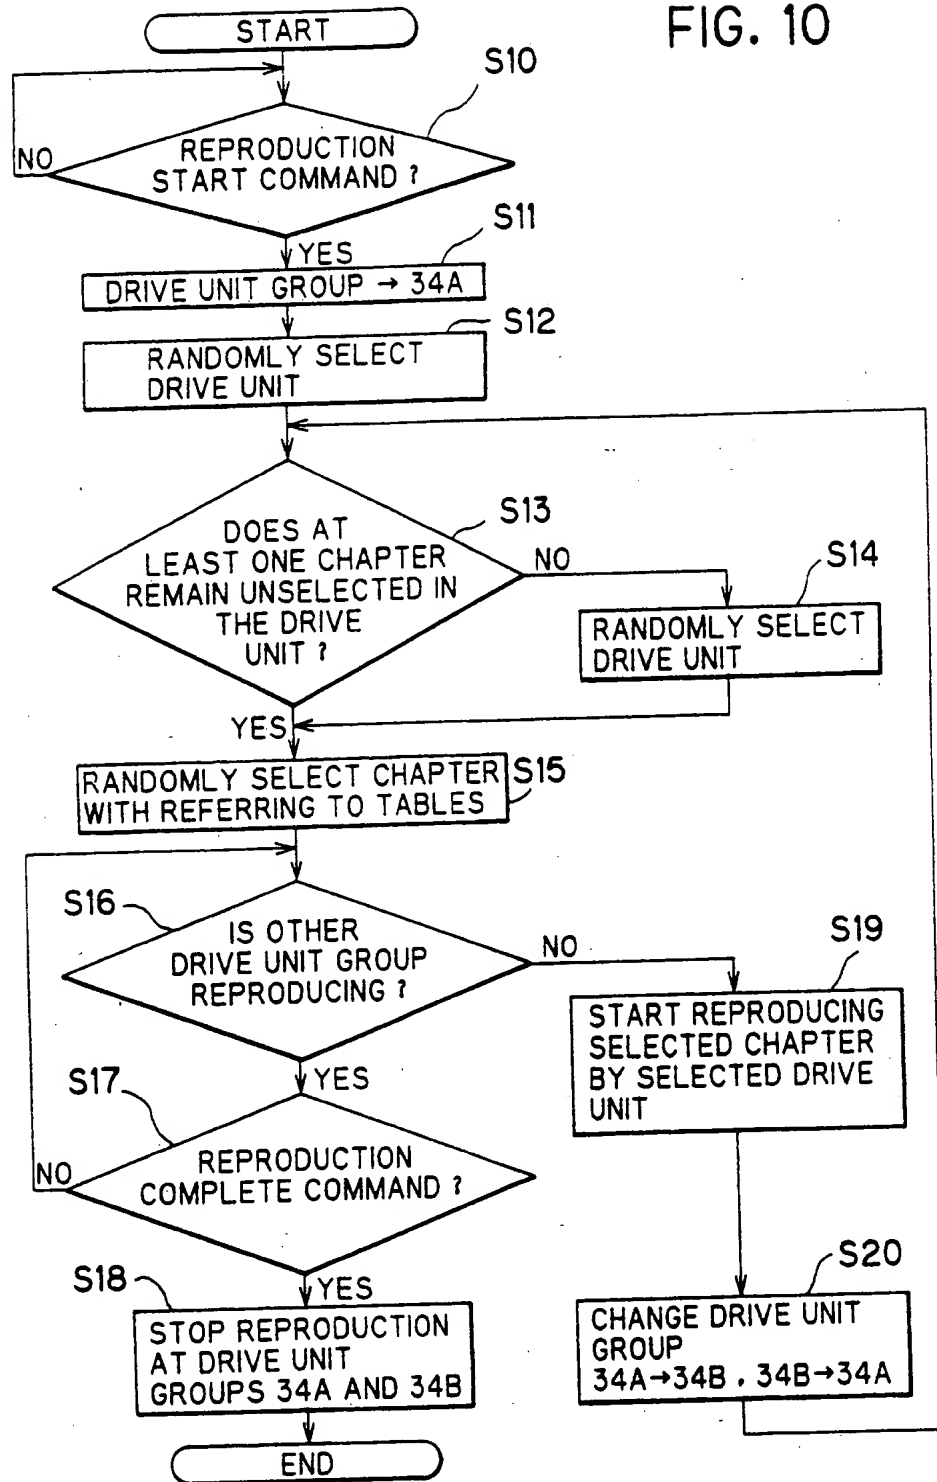 FIG. 10
START
S10
REPRODUCTION
START COMMAND ?
NO
YES
S11
DRIVE UNIT GROUP → 34A
S12
RANDOMLY SELECT
DRIVE UNIT
S13
DOES AT
LEAST ONE CHAPTER
REMAIN UNSELECTED IN
THE DRIVE
UNIT ?
NO
S14
RANDOMLY SELECT
DRIVE UNIT
YES
RANDOMLY SELECT CHAPTER
WITH REFERRING TO TABLES
S15
S16
IS OTHER
DRIVE UNIT GROUP
REPRODUCING ?
NO
S19
START REPRODUCING
SELECTED CHAPTER
BY SELECTED DRIVE
UNIT
YES
S17
REPRODUCTION
COMPLETE COMMAND ?
NO
YES
S18
STOP REPRODUCTION
AT DRIVE UNIT
GROUPS 34A AND 34B
S20
CHANGE DRIVE UNIT
GROUP
34A→34B , 34B→34A
END